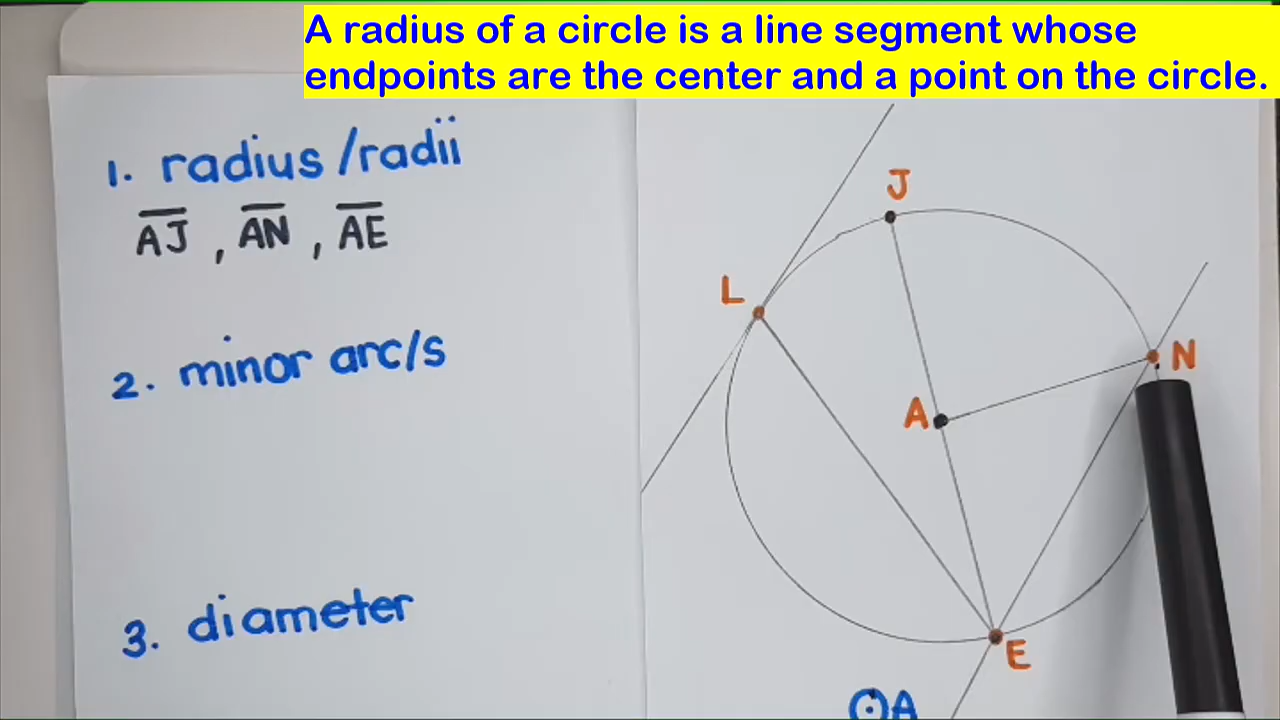 A radius of a circle is a line segment whose
endpoints are the center and a point on the circle.
1. radius/radii
AJ, AN, AE
2. minor arc/s
3. diameter
J
L
N
A
E
⊙A